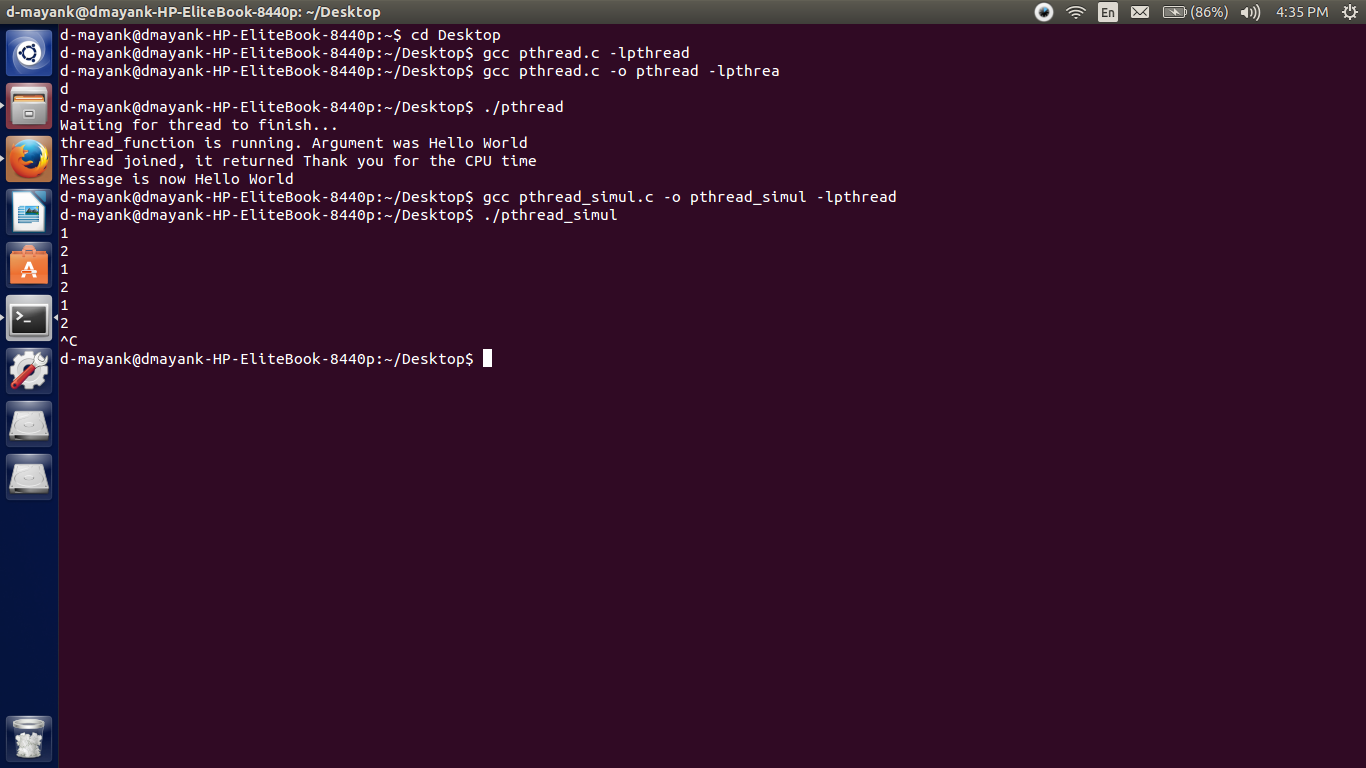 d-mayank@dmayank-HP-EliteBook-8440p: ~/Desktop
En
(86%)
4:35 PM
d-mayank@dmayank-HP-EliteBook-8440p:~$ cd Desktop
d-mayank@dmayank-HP-EliteBook-8440p:~/Desktop$ gcc pthread.c -lpthread
d-mayank@dmayank-HP-EliteBook-8440p:~/Desktop$ gcc pthread.c -o pthread -lpthrea
d
d-mayank@dmayank-HP-EliteBook-8440p:~/Desktop$ ./pthread
Waiting for thread to finish...
thread_function is running. Argument was Hello World
Thread joined, it returned Thank you for the CPU time
Message is now Hello World
d-mayank@dmayank-HP-EliteBook-8440p:~/Desktop$ gcc pthread_simul.c -o pthread_simul -lpthread
d-mayank@dmayank-HP-EliteBook-8440p:~/Desktop$ ./pthread_simul
1
2
1
2
1
2
^C
d-mayank@dmayank-HP-EliteBook-8440p:~/Desktop$